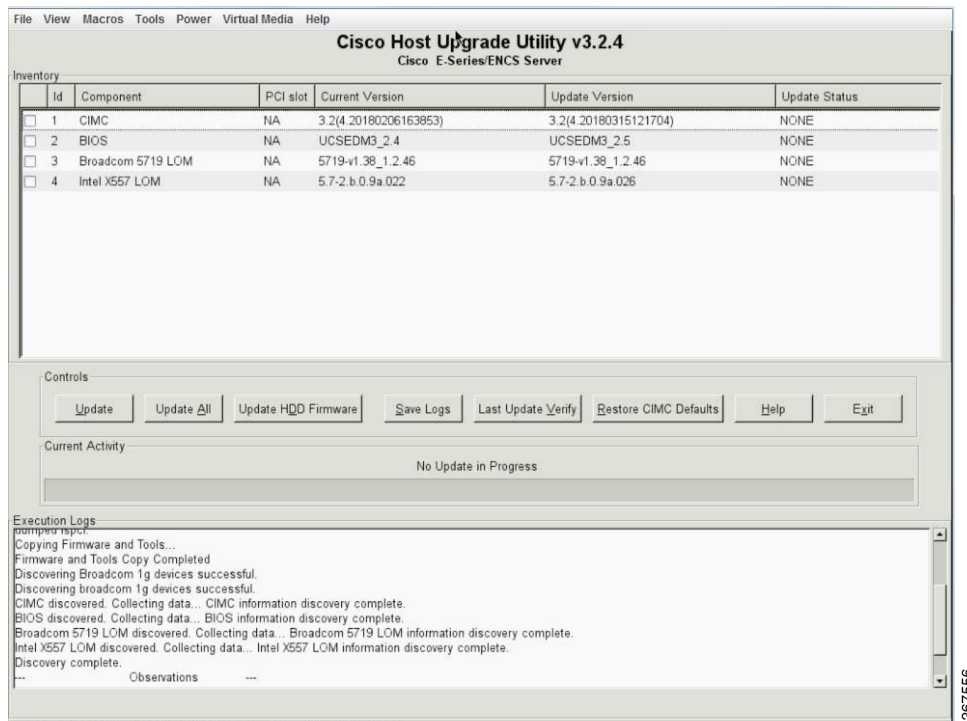 File View Macros Tools Power Virtual Media Help
Cisco Host Upgrade Utility v3.2.4
Cisco E-Series/ENCS Server
Inventory
Id Component PCI slot Current Version Update Version Update Status
1 CIMC NA 3.2(4.20180206163853) 3.2(4.20180315121704) NONE
2 BIOS NA UCSEDM3_2.4 UCSEDM3_2.5 NONE
3 Broadcom 5719 LOM NA 5719-v1.38_1.2.46 5719-v1.38_1.2.46 NONE
4 Intel X557 LOM NA 5.7-2.b.0.9a.022 5.7-2.b.0.9a.026 NONE
Controls
Update Update All Update HDD Firmware Save Logs Last Update Verify Restore CIMC Defaults Help Exit
Current Activity
No Update in Progress
Execution Logs
dumped lspci.
Copying Firmware and Tools...
Firmware and Tools Copy Completed
Discovering Broadcom 1g devices successful.
Discovering broadcom 1g devices successful.
CIMC discovered. Collecting data... CIMC information discovery complete.
BIOS discovered. Collecting data... BIOS information discovery complete.
Broadcom 5719 LOM discovered. Collecting data... Broadcom 5719 LOM information discovery complete.
Intel X557 LOM discovered. Collecting data... Intel X557 LOM information discovery complete.
Discovery complete.
--- Observations ---
367556